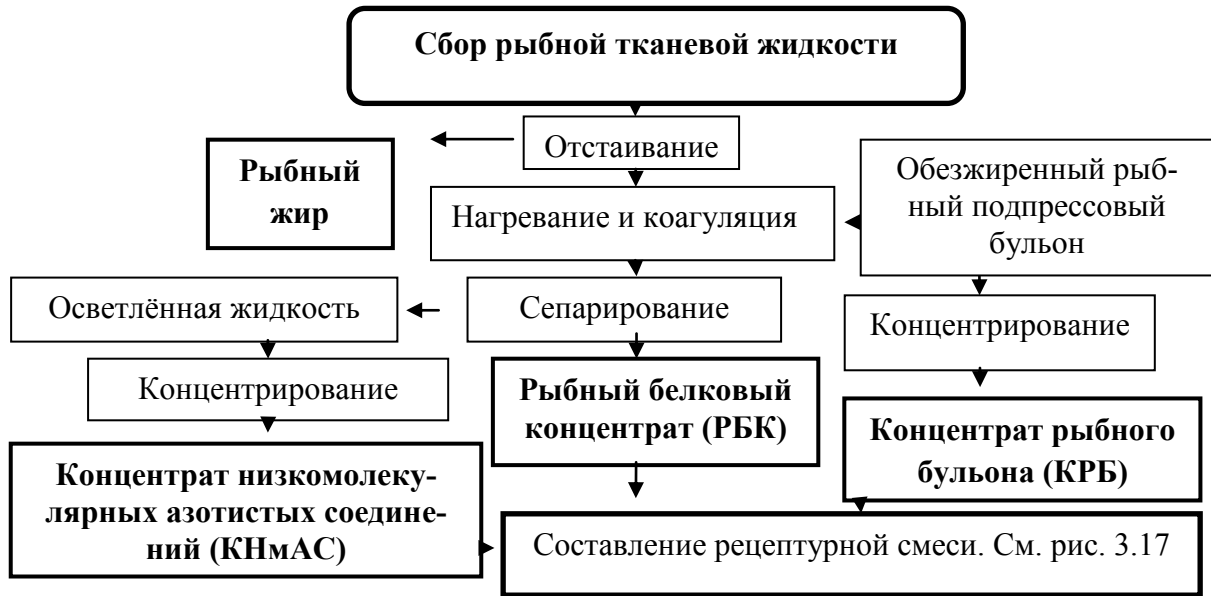 Сбор рыбной тканевой жидкости
Отстаивание
Рыбный
жир
Обезжиренный рыб-
ный подпрессовый
бульон
Нагревание и коагуляция
Осветлённая жидкость
Сепарирование
Концентрирование
Концентрирование
Рыбный белковый
концентрат (РБК)
Концентрат рыбного
бульона (КРБ)
Концентрат низкомолеку-
лярных азотистых соедине-
ний (КНмАС)
Составление рецептурной смеси. См. рис. 3.17